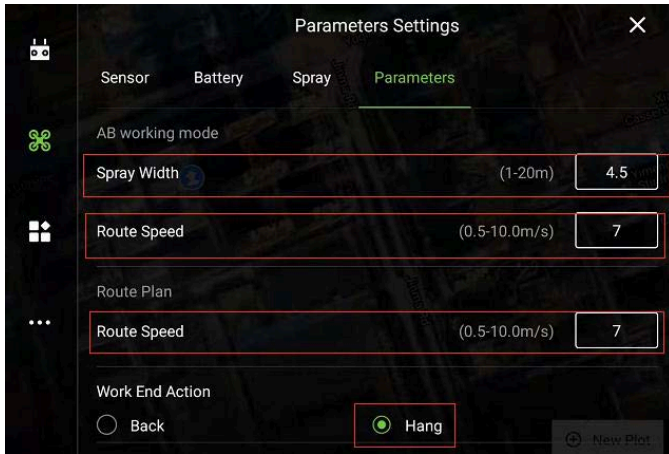 Parameters Settings
Sensor Battery Spray Parameters
AB working mode
Spray Width (1-20m) 4.5
Route Speed (0.5-10.0m/s) 7
Route Plan
Route Speed (0.5-10.0m/s) 7
Work End Action
Back Hang
New Plot